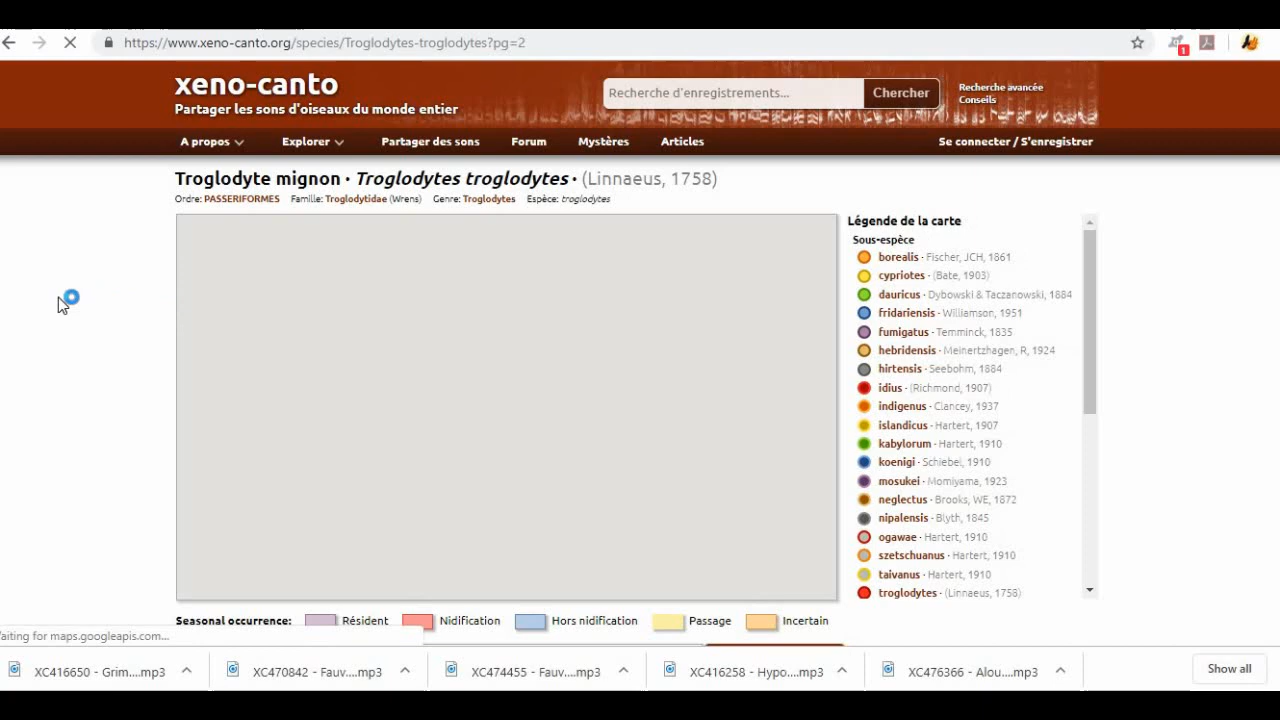 https://www.xeno-canto.org/species/Troglodytes-troglodytes?pg=2
1
xeno-canto
Partager les sons d'oiseaux du monde entier
Recherche d'enregistrements...
Chercher
Recherche avancée
Conseils
A propos
Explorer
Partager des sons
Forum
Mystères
Articles
Se connecter / S'enregistrer
Troglodyte mignon · Troglodytes troglodytes · (Linnaeus, 1758)
Ordre: PASSERIFORMES Famille: Troglodytidae (Wrens) Genre: Troglodytes Espèce: troglodytes
Légende de la carte
Sous-espèce
borealis · Fischer, JCH, 1861
cypriotes · (Bate, 1903)
dauricus · Dybowski & Taczanowski, 1884
fridariensis · Williamson, 1951
fumigatus · Temminck, 1835
hebridensis · Meinertzhagen, R, 1924
hirtensis · Seebohm, 1884
idius · (Richmond, 1907)
indigenus · Clancey, 1937
islandicus · Hartert, 1907
kabylorum · Hartert, 1910
koenigi · Schiebel, 1910
mosukei · Momiyama, 1923
neglectus · Brooks, WE, 1872
nipalensis · Blyth, 1845
ogawae · Hartert, 1910
szetschuanus · Hartert, 1910
taivanus · Hartert, 1910
troglodytes · (Linnaeus, 1758)
Seasonal occurrence: Résident Nidification Hors nidification Passage Incertain
aiting for maps.googleapis.com...
XC416650 - Grim....mp3
XC470842 - Fauv....mp3
XC474455 - Fauv....mp3
XC416258 - Hypo....mp3
XC476366 - Alou....mp3
Show all